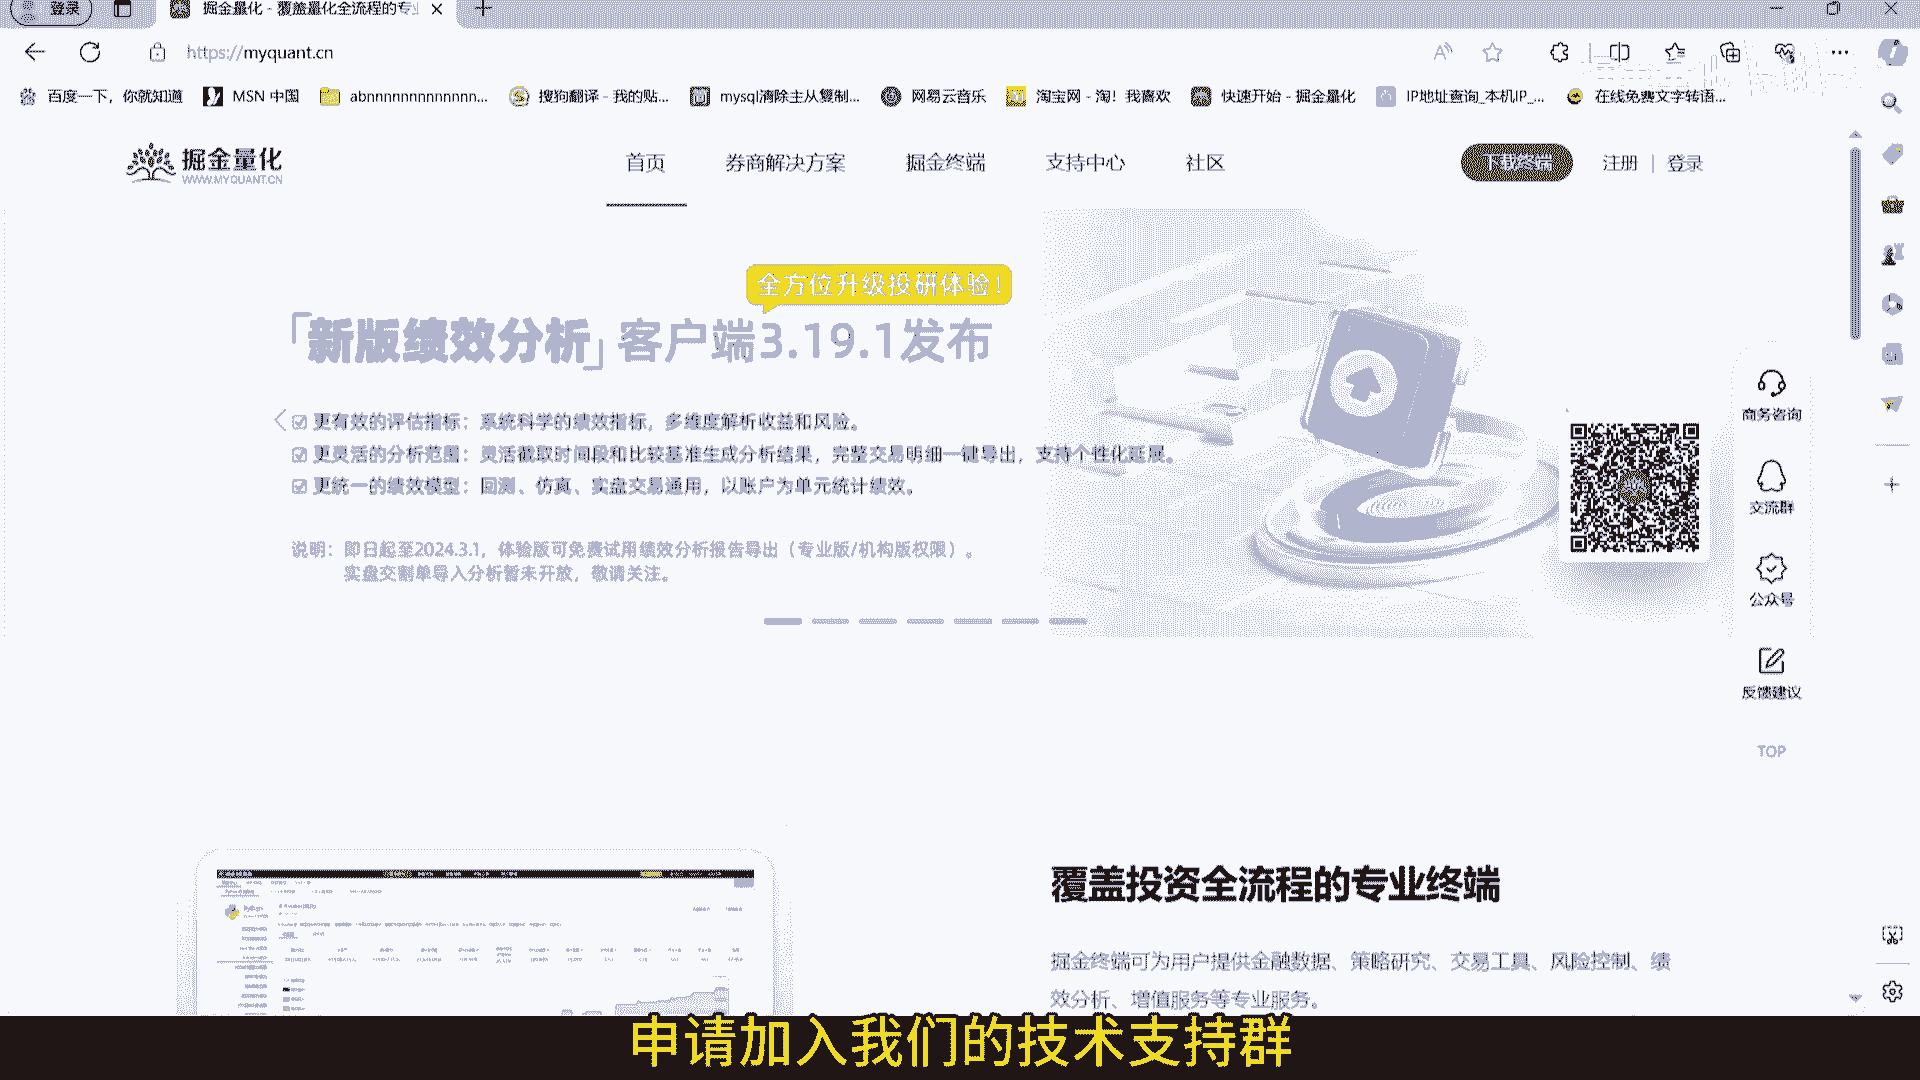 登录
掘金量化 - 覆盖量化全流程的专业
https://myquant.cn
百度一下，你就知道
MSN 中国
abnnnnnnnnnnnnn...
搜狗翻译 - 我的贴...
mysql清除主从复制...
网易云音乐
淘宝网 - 淘！我喜欢
快速开始 - 掘金量化
IP地址查询_本机IP_...
在线免费文字转语...
掘金量化
WWW.MYQUANT.CN
首页
券商解决方案
掘金终端
支持中心
社区
下载终端
注册 | 登录
全方位升级投研体验！
「新版绩效分析」客户端3.19.1发布
更有效的评估指标：系统科学的绩效指标，多维度解析收益和风险。
更灵活的分析范围：灵活截取时间段和比较基准生成分析结果，完整交易明细一键导出，支持个性化延展。
更统一的绩效模型：回测、仿真、实盘交易通用，以账户为单元统计绩效。
说明：即日起至2024.3.1，体验版可免费试用绩效分析报告导出（专业版/机构版权限）。
实盘交割单导入分析暂未开放，敬请关注。
商务咨询
交流群
公众号
反馈建议
TOP
覆盖投资全流程的专业终端
掘金终端可为用户提供金融数据、策略研究、交易工具、风险控制、绩
效分析、增值服务等专业服务。
申请加入我们的技术支持群